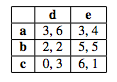 d e
a 3, 6 3, 4
b 2, 2 5, 5
c 0, 3 6, 1